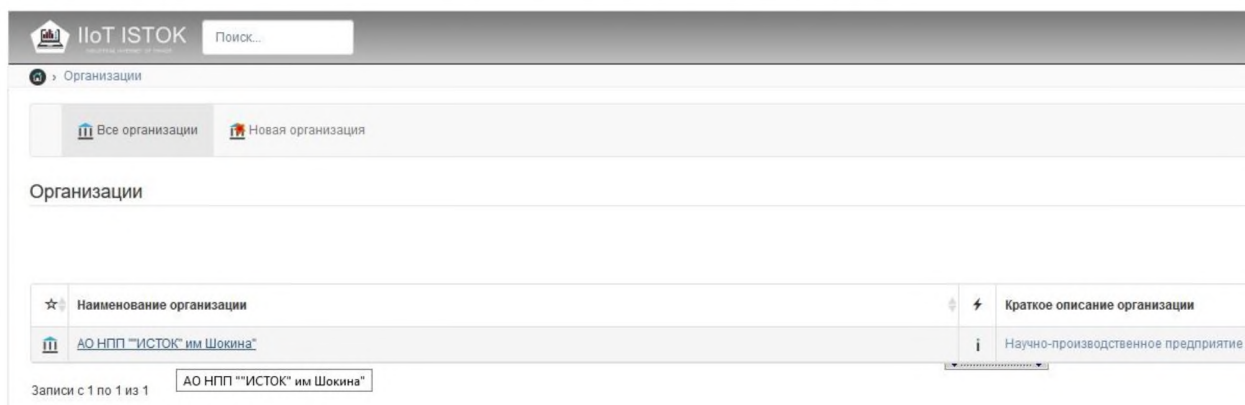 IIoT ISTOK Поиск...
› Организации
Все организации Новая организация
Организации
Наименование организации Краткое описание организации
АО НПП ""ИСТОК" им Шокина" i Научно-производственное предприятие
АО НПП ""ИСТОК" им Шокина"
Записи с 1 по 1 из 1